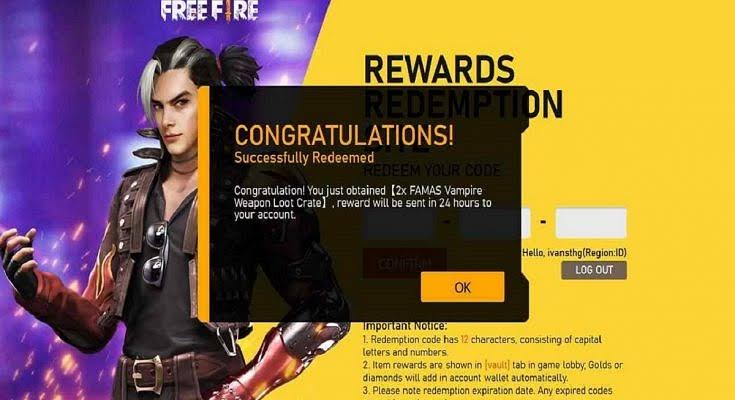 FREE FIRE
REWARDS
REDEMPTION
REDEEM YOUR CODE
CONGRATULATIONS!
Successfully Redeemed
Congratulation! You just obtained【2x FAMAS Vampire
Weapon Loot Crate】, reward will be sent in 24 hours to
your account.
- -
Hello, ivansthg(Region:ID)
CONFIRM
LOG OUT
OK
Important Notice:
1. Redemption code has 12 characters, consisting of capital
letters and numbers.
2. Item rewards are shown in [vault] tab in game lobby; Golds or
diamonds will add in account wallet automatically.
3. Please note redemption expiration date. Any expired codes